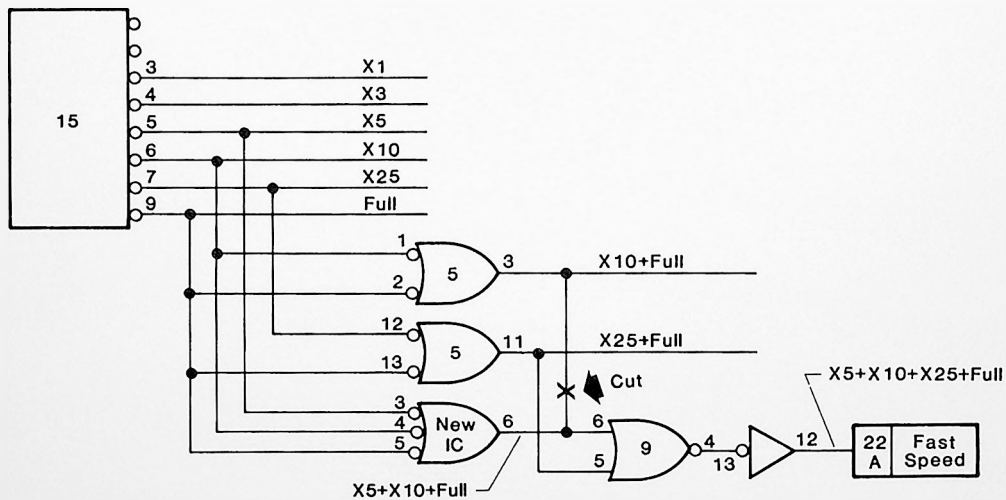 15
3 X1
4 X3
5 X5
6 X10
7 X25
9 Full
1
2
5
3
X10+Full
12
13
5
11
X25+Full
Cut
3
4
5
New
IC
6
X5+X10+Full
6
5
9
4
13
12
X5+X10+X25+Full
22
A
Fast
Speed